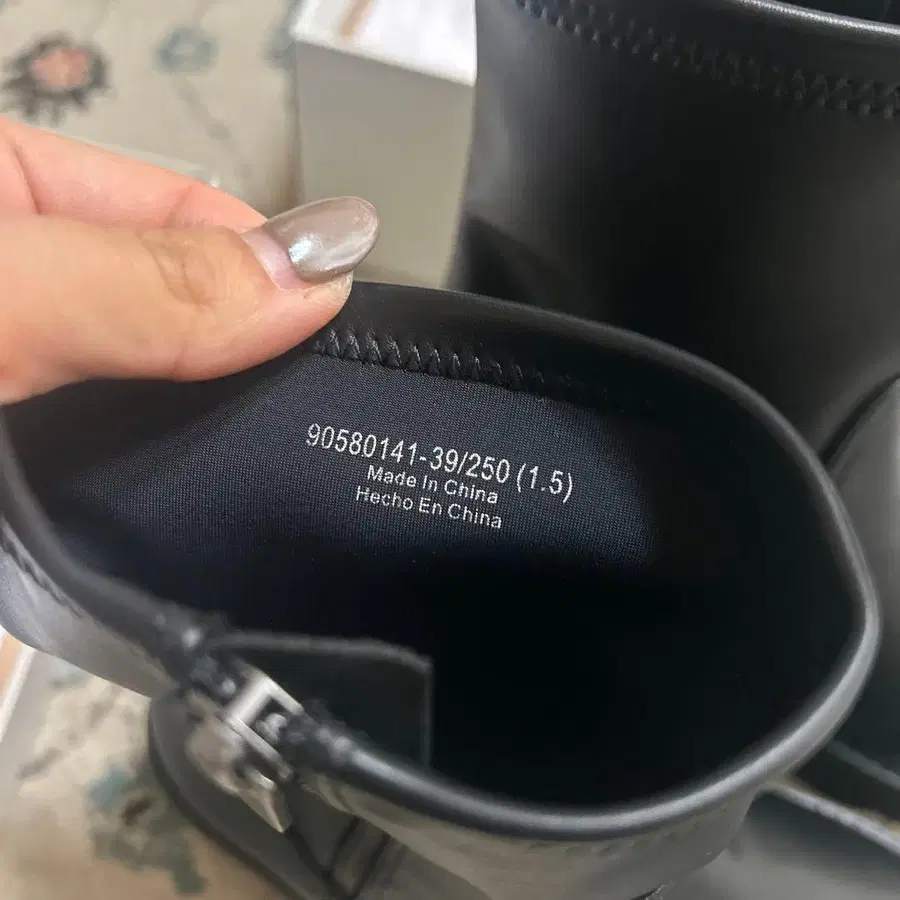 90580141-39/250 (1.5)
Made In China
Hecho En China